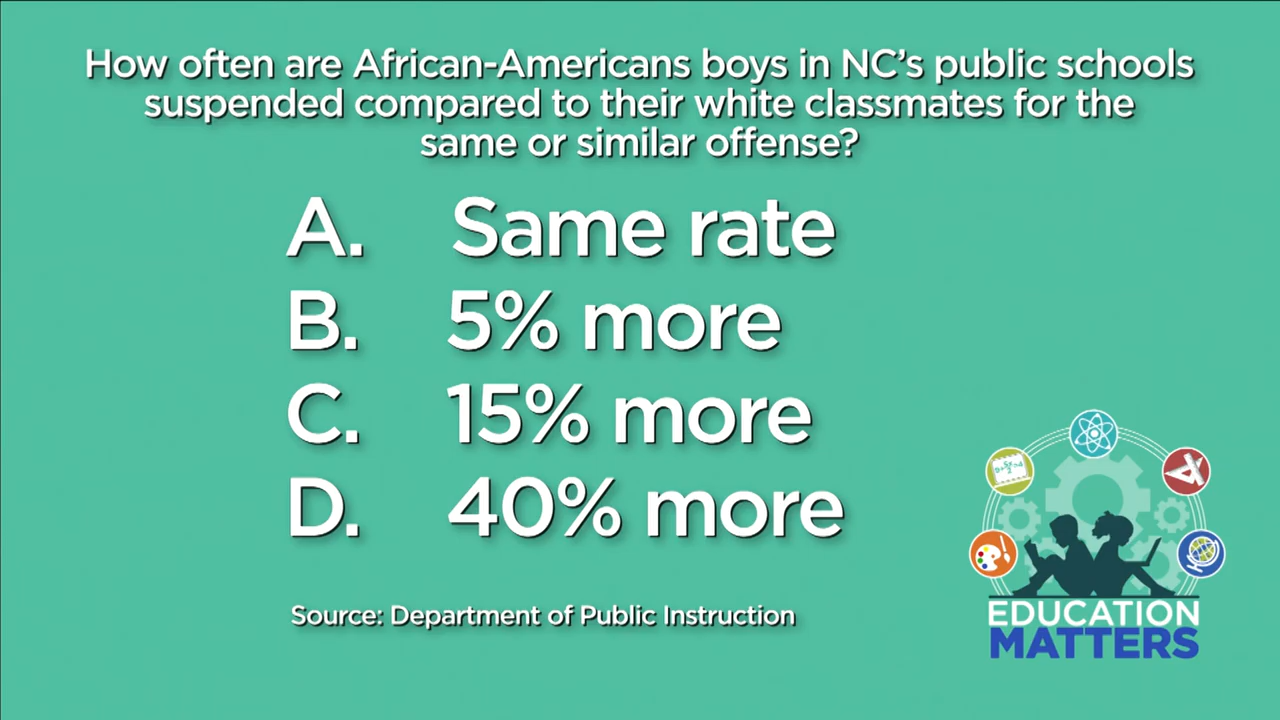 How often are African-Americans boys in NC's public schools
suspended compared to their white classmates for the
same or similar offense?
A. Same rate
B. 5% more
C. 15% more
D. 40% more
Source: Department of Public Instruction
EDUCATION
MATTERS